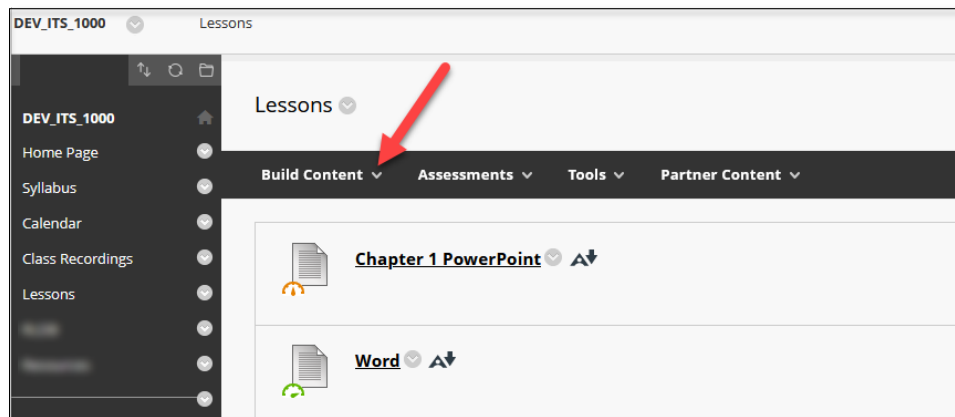 DEV_ITS_1000 Lessons
DEV_ITS_1000
Home Page
Syllabus
Calendar
Class Recordings
Lessons
Lessons
Build Content Assessments Tools Partner Content
Chapter 1 PowerPoint
Word